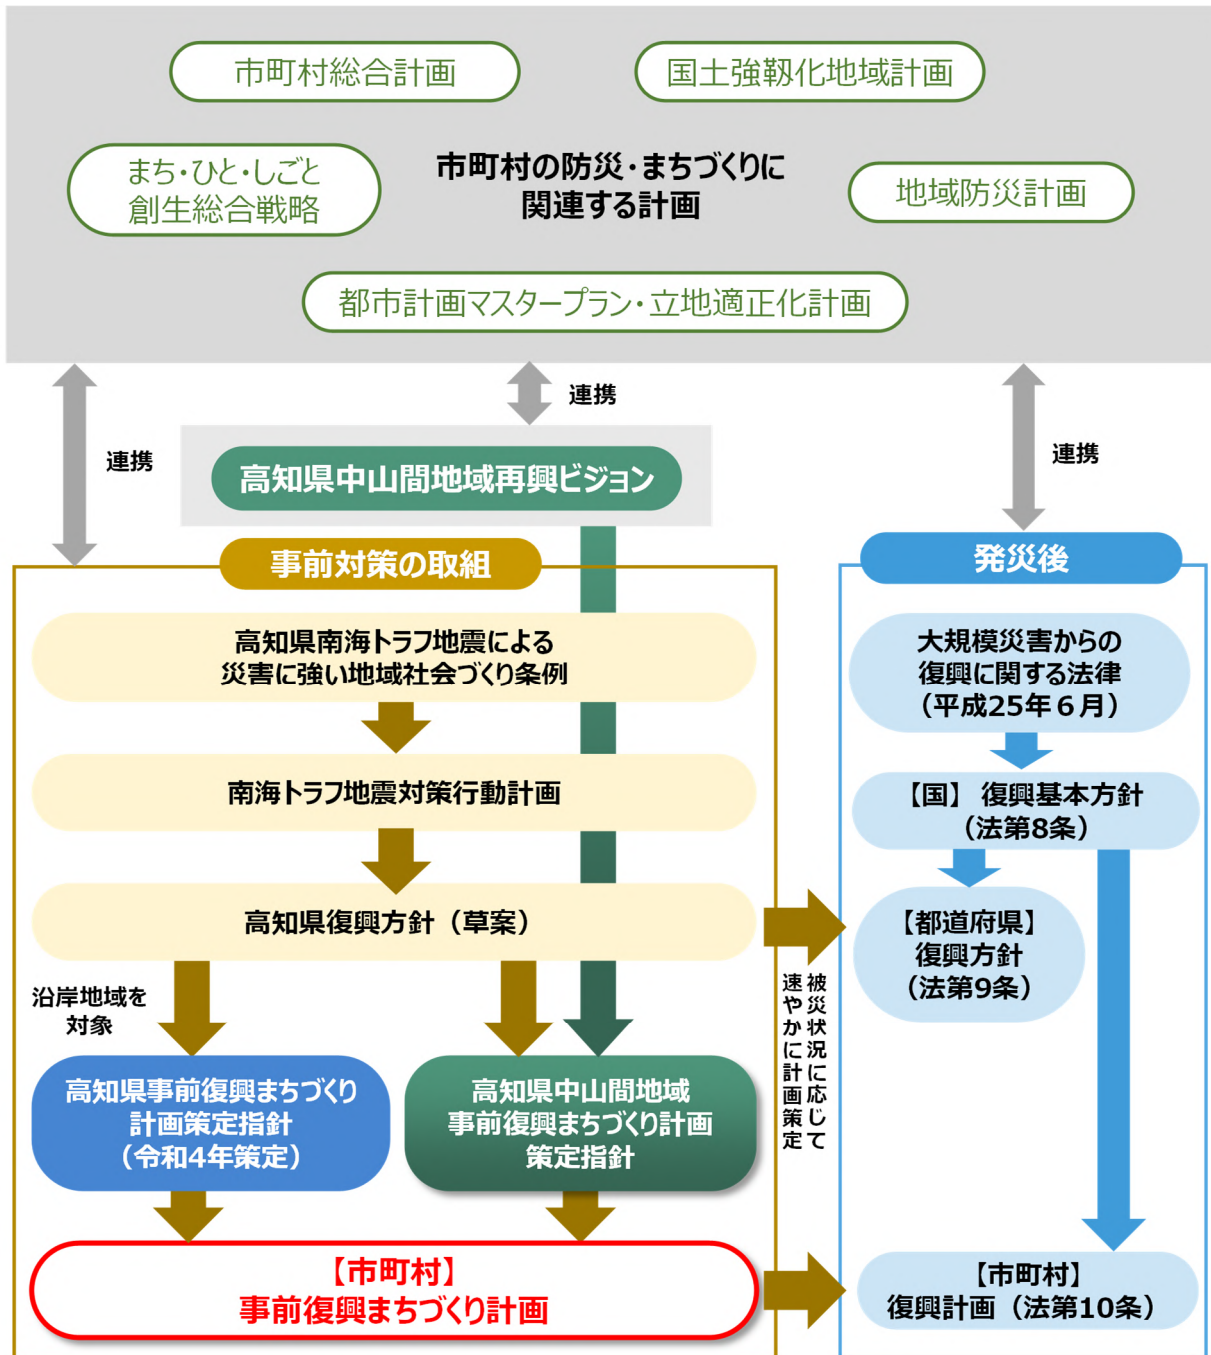 市町村総合計画
国土強靱化地域計画
まち・ひと・しごと
創生総合戦略
市町村の防災・まちづくりに
関連する計画
地域防災計画
都市計画マスタープラン・立地適正化計画
連携
連携
連携
高知県中山間地域再興ビジョン
事前対策の取組
高知県南海トラフ地震による
災害に強い地域社会づくり条例
南海トラフ地震対策行動計画
高知県復興方針（草案）
沿岸地域を
対象
高知県事前復興まちづくり
計画策定指針
（令和4年策定）
高知県中山間地域
事前復興まちづくり計画
策定指針
【市町村】
事前復興まちづくり計画
被災状況に応じて
速やかに計画策定
発災後
大規模災害からの
復興に関する法律
（平成25年６月）
【国】 復興基本方針
（法第8条）
【都道府県】
復興方針
（法第9条）
【市町村】
復興計画（法第10条）